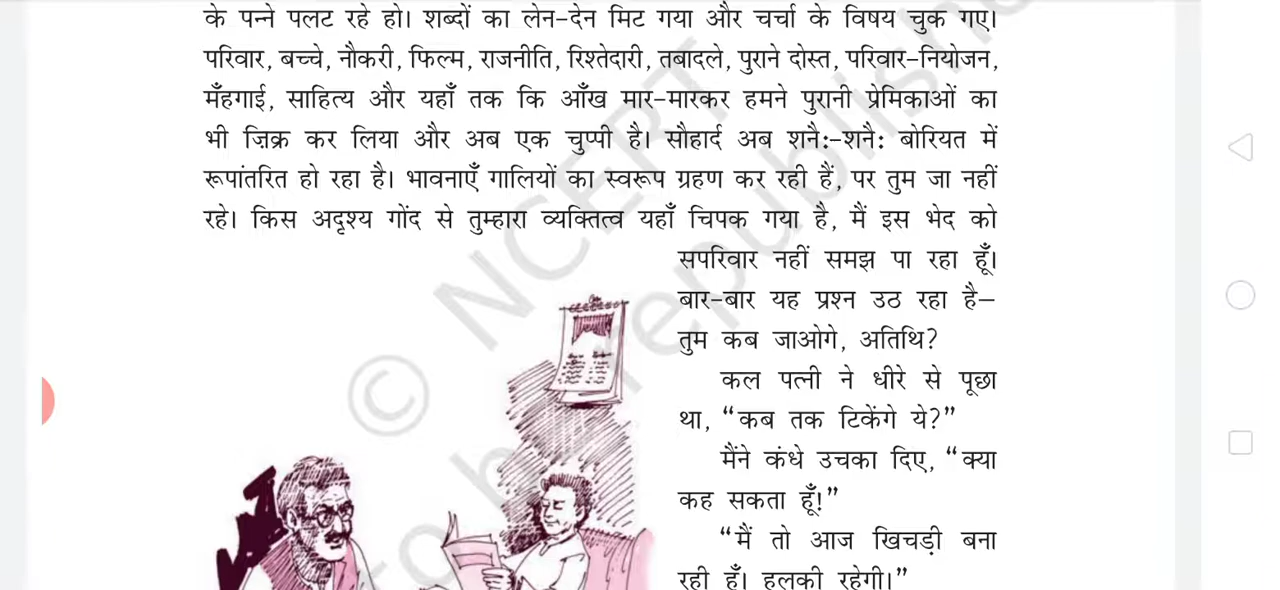 के पन्ने पलट रहे हो। शब्दों का लेन-देन मिट गया और चर्चा के विषय चुक गए।
परिवार, बच्चे, नौकरी, फिल्म, राजनीति, रिश्तेदारी, तबादले, पुराने दोस्त, परिवार-नियोजन,
मँहगाई, साहित्य और यहाँ तक कि आँख मार-मारकर हमने पुरानी प्रेमिकाओं का
भी ज़िक्र कर लिया और अब एक चुप्पी है। सौहार्द अब शनैः-शनैः बोरियत में
रूपांतरित हो रहा है। भावनाएँ गालियों का स्वरूप ग्रहण कर रही हैं, पर तुम जा नहीं
रहे। किस अदृश्य गोंद से तुम्हारा व्यक्तित्व यहाँ चिपक गया है, मैं इस भेद को
सपरिवार नहीं समझ पा रहा हूँ।
बार-बार यह प्रश्न उठ रहा है—
तुम कब जाओगे, अतिथि?
कल पत्नी ने धीरे से पूछा
था, “कब तक टिकेंगे ये?”
मैंने कंधे उचका दिए, “क्या
कह सकता हूँ!”
“मैं तो आज खिचड़ी बना
रही हूँ। हलकी रहेगी।”
© NCERT
republished